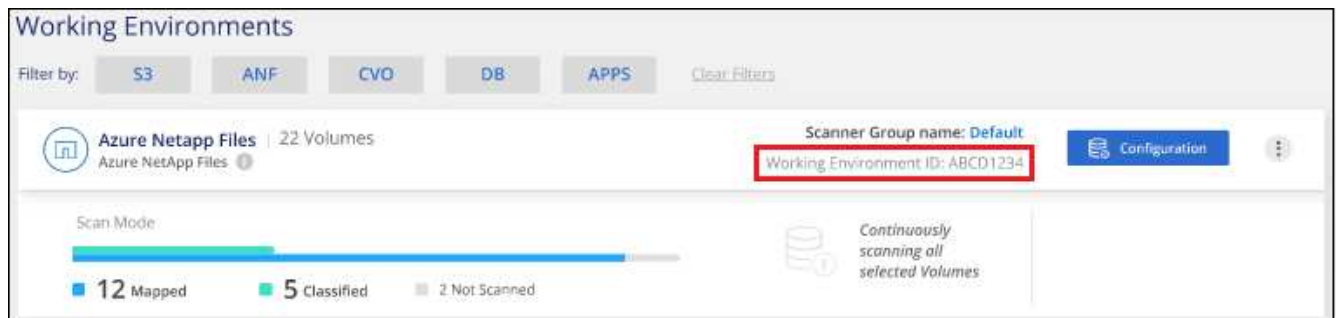 Working Environments
Filter by: S3 ANF CVO DB APPS Clear Filters
Azure Netapp Files | 22 Volumes
Azure NetApp Files
Scanner Group name: Default
Working Environment ID: ABCD1234
Configuration
Scan Mode
12 Mapped 5 Classified 2 Not Scanned
Continuously
scanning all
selected Volumes